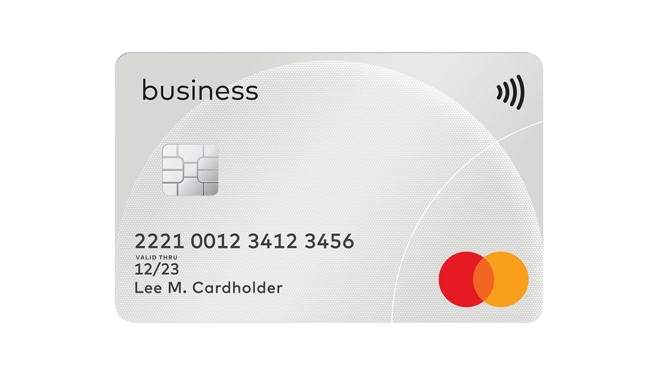 business
2221 0012 3412 3456
VALID THRU
12/23
Lee M. Cardholder